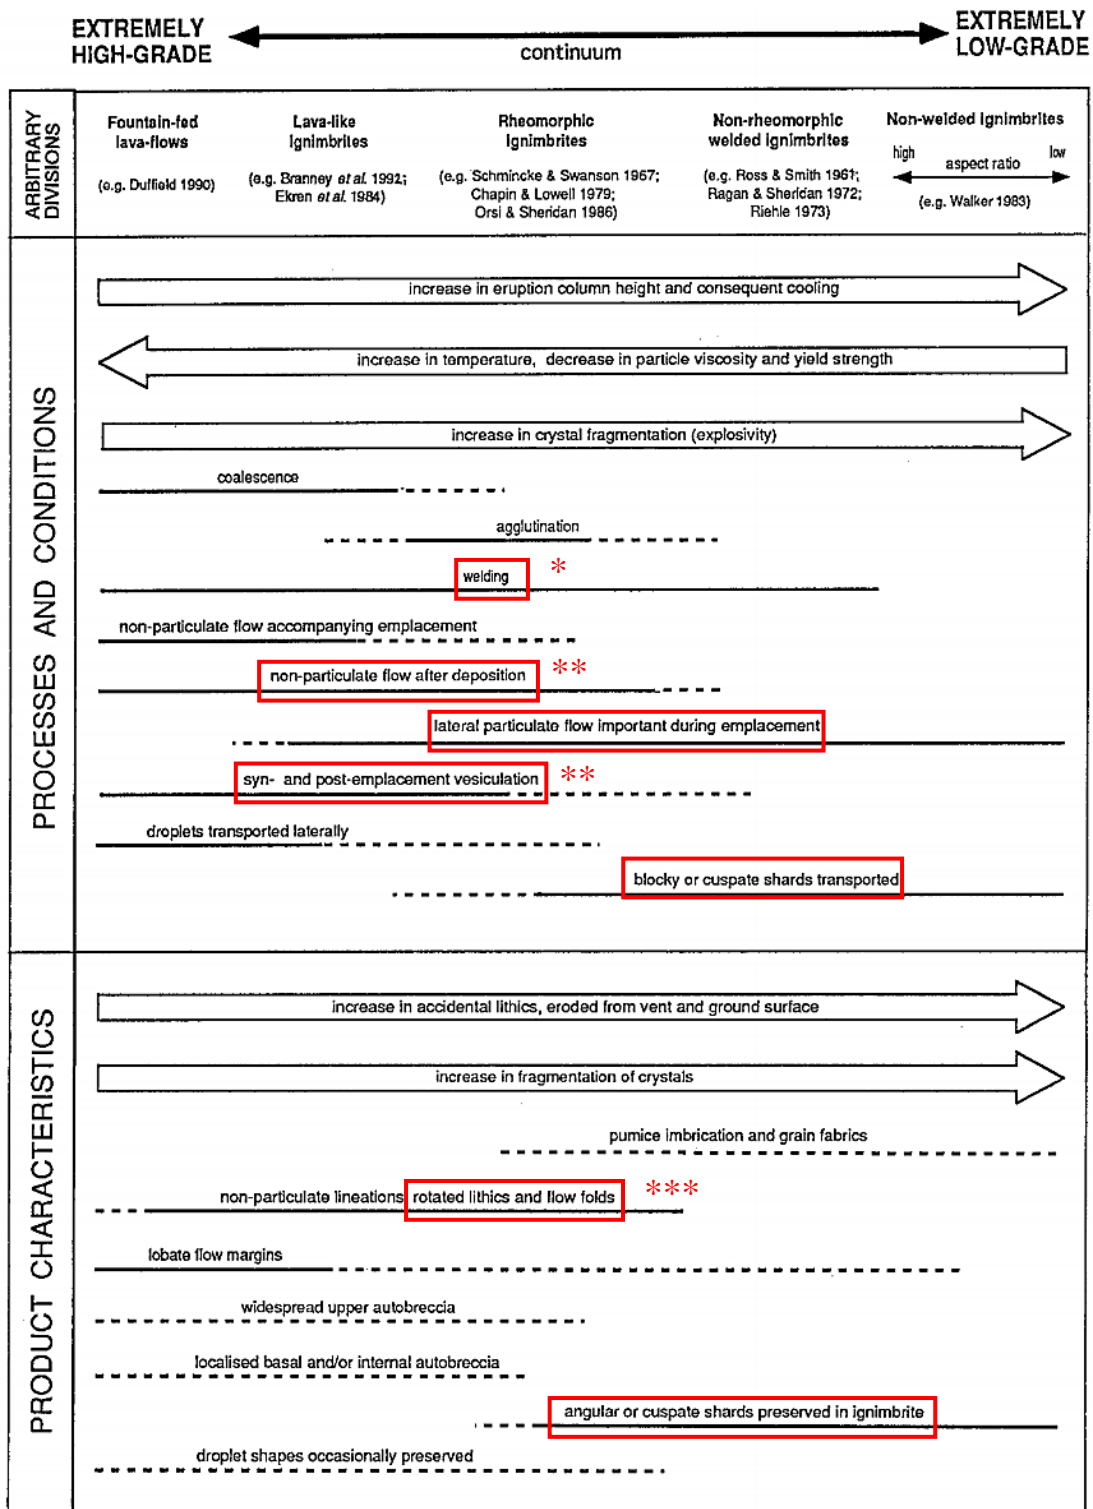 EXTREMELY
HIGH-GRADE
continuum
EXTREMELY
LOW-GRADE
ARBITRARY
DIVISIONS
Fountain-fed
lava-flows
(e.g. Duffield 1990)
Lava-like
Ignimbrites
(e.g. Branney et al. 1992;
Ekren et al. 1984)
Rheomorphic
Ignimbrites
(e.g. Schmincke & Swanson 1967;
Chapin & Lowell 1979;
Orsi & Sheridan 1986)
Non-rheomorphic
welded ignimbrites
(e.g. Ross & Smith 1961;
Ragan & Sheridan 1972;
Riehle 1973)
Non-welded Ignimbrites
high aspect ratio low
(e.g. Walker 1983)
PROCESSES AND CONDITIONS
increase in eruption column height and consequent cooling
increase in temperature, decrease in particle viscosity and yield strength
increase in crystal fragmentation (explosivity)
coalescence
agglutination
welding *
non-particulate flow accompanying emplacement
non-particulate flow after deposition **
lateral particulate flow important during emplacement
syn- and post-emplacement vesiculation **
droplets transported laterally
blocky or cuspate shards transported
PRODUCT CHARACTERISTICS
increase in accidental lithics, eroded from vent and ground surface
increase in fragmentation of crystals
pumice imbrication and grain fabrics
non-particulate lineations rotated lithics and flow folds ***
lobate flow margins
widespread upper autobreccia
localised basal and/or internal autobreccia
angular or cuspate shards preserved in ignimbrite
droplet shapes occasionally preserved